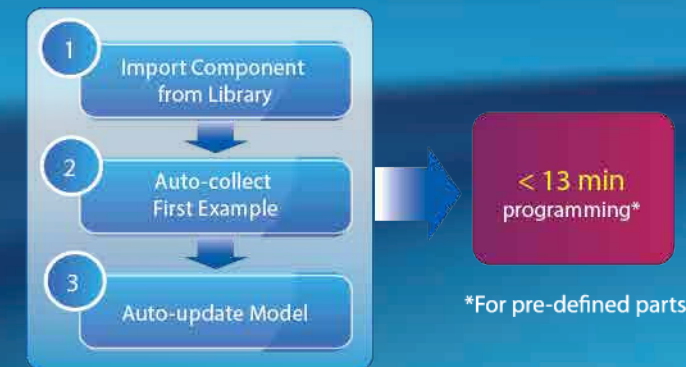 1
Import Component
from Library
2
Auto-collect
First Example
3
Auto-update Model
< 13 min
programming*
*For pre-defined parts